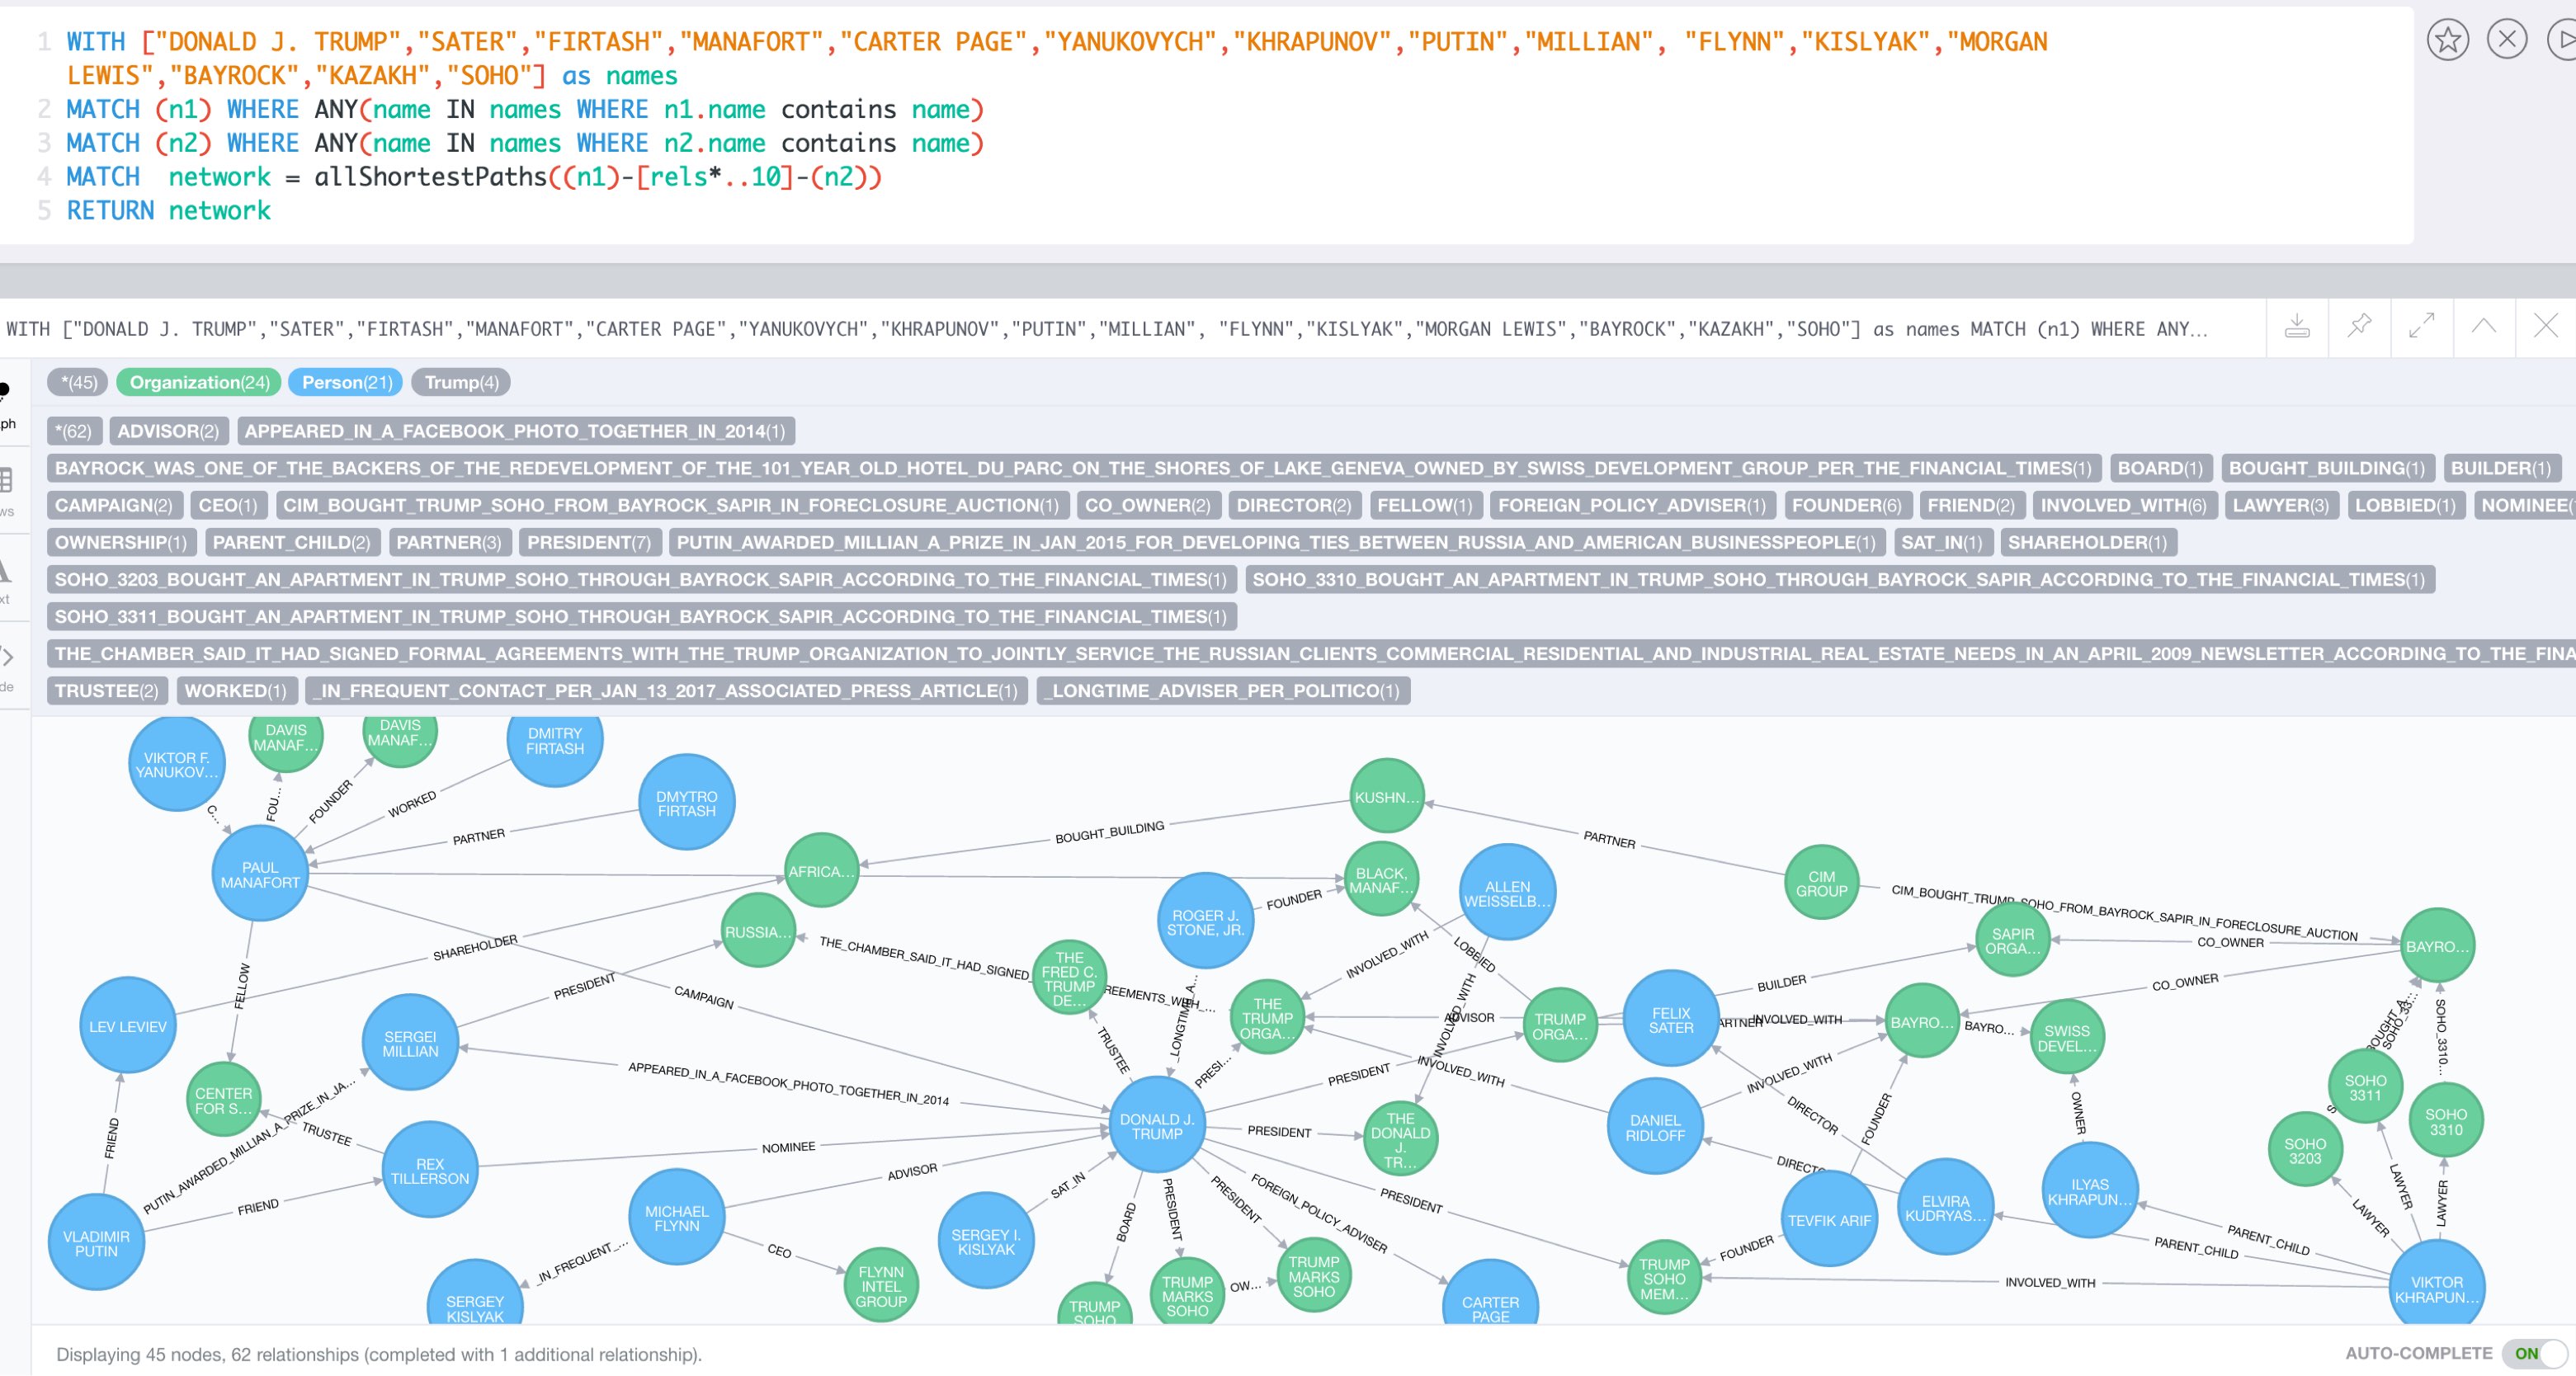 1 WITH ["DONALD J. TRUMP","SATER","FIRTASH","MANAFORT","CARTER PAGE","YANUKOVYCH","KHRAPUNOV","PUTIN","MILLIAN", "FLYNN","KISLYAK","MORGAN
LEWIS","BAYROCK","KAZAKH","SOHO"] as names
2 MATCH (n1) WHERE ANY(name IN names WHERE n1.name contains name)
3 MATCH (n2) WHERE ANY(name IN names WHERE n2.name contains name)
4 MATCH  network = allShortestPaths((n1)-[rels*..10]-(n2))
5 RETURN network
WITH ["DONALD J. TRUMP","SATER","FIRTASH","MANAFORT","CARTER PAGE","YANUKOVYCH","KHRAPUNOV","PUTIN","MILLIAN", "FLYNN","KISLYAK","MORGAN LEWIS","BAYROCK","KAZAKH","SOHO"] as names MATCH (n1) WHERE ANY...
*(45) Organization(24) Person(21) Trump(4)
*(62) ADVISOR(2) APPEARED_IN_A_FACEBOOK_PHOTO_TOGETHER_IN_2014(1)
BAYROCK_WAS_ONE_OF_THE_BACKERS_OF_THE_REDEVELOPMENT_OF_THE_101_YEAR_OLD_HOTEL_DU_PARC_ON_THE_SHORES_OF_LAKE_GENEVA_OWNED_BY_SWISS_DEVELOPMENT_GROUP_PER_THE_FINANCIAL_TIMES(1) BOARD(1) BOUGHT_BUILDING(1) BUILDER(1)
CAMPAIGN(2) CEO(1) CIM_BOUGHT_TRUMP_SOHO_FROM_BAYROCK_SAPIR_IN_FORECLOSURE_AUCTION(1) CO_OWNER(2) DIRECTOR(2) FELLOW(1) FOREIGN_POLICY_ADVISER(1) FOUNDER(6) FRIEND(2) INVOLVED_WITH(6) LAWYER(3) LOBBIED(1) NOMINEE(
OWNERSHIP(1) PARENT_CHILD(2) PARTNER(3) PRESIDENT(7) PUTIN_AWARDED_MILLIAN_A_PRIZE_IN_JAN_2015_FOR_DEVELOPING_TIES_BETWEEN_RUSSIA_AND_AMERICAN_BUSINESSPEOPLE(1) SAT_IN(1) SHAREHOLDER(1)
SOHO_3203_BOUGHT_AN_APARTMENT_IN_TRUMP_SOHO_THROUGH_BAYROCK_SAPIR_ACCORDING_TO_THE_FINANCIAL_TIMES(1) SOHO_3310_BOUGHT_AN_APARTMENT_IN_TRUMP_SOHO_THROUGH_BAYROCK_SAPIR_ACCORDING_TO_THE_FINANCIAL_TIMES(1)
SOHO_3311_BOUGHT_AN_APARTMENT_IN_TRUMP_SOHO_THROUGH_BAYROCK_SAPIR_ACCORDING_TO_THE_FINANCIAL_TIMES(1)
THE_CHAMBER_SAID_IT_HAD_SIGNED_FORMAL_AGREEMENTS_WITH_THE_TRUMP_ORGANIZATION_TO_JOINTLY_SERVICE_THE_RUSSIAN_CLIENTS_COMMERCIAL_RESIDENTIAL_AND_INDUSTRIAL_REAL_ESTATE_NEEDS_IN_AN_APRIL_2009_NEWSLETTER_ACCORDING_TO_THE_FINA
TRUSTEE(2) WORKED(1) _IN_FREQUENT_CONTACT_PER_JAN_13_2017_ASSOCIATED_PRESS_ARTICLE(1) _LONGTIME_ADVISER_PER_POLITICO(1)
VIKTOR F.
YANUKOV...
DAVIS
MANAF...
DAVIS
MANAF...
DMITRY
FIRTASH
DMYTRO
FIRTASH
C...
FOU...
FOUNDER
WORKED
PARTNER
PAUL
MANAFORT
AFRICA...
BOUGHT_BUILDING
KUSHN...
PARTNER
BLACK,
MANAF...
ALLEN
WEISSELB...
CIM
GROUP
CIM_BOUGHT_TRUMP_SOHO_FROM_BAYROCK_SAPIR_IN_FORECLOSURE_AUCTION
ROGER J.
STONE, JR.
FOUNDER
RUSSIA...
SAPIR
ORGA...
CO_OWNER
BAYRO...
SHAREHOLDER
FELLOW
PRESIDENT
CAMPAIGN
THE_CHAMBER_SAID_IT_HAD_SIGNED_
THE
FRED C.
TRUMP
DE...
REEMENTS_WITH_...
_LONGTIME_A...
INVOLVED_WITH
LOBBIED
INVOLVED_WITH
THE
TRUMP
ORGA...
ADVISOR
TRUMP
ORGA...
FELIX
SATER
BUILDER
ARTNER
INVOLVED_WITH
BAYRO...
CO_OWNER
BAYRO...
SWISS
DEVEL...
LEV LEVIEV
SERGEI
MILLIAN
TRUSTEE
PRESI...
PRESIDENT
INVOLVED_WITH
INVOLVED_WITH
BOUGHT_A
SOHO_33...
SOHO_3310...
SOHO
3311
SOHO
3310
SOHO
3203
CENTER
FOR S...
APPEARED_IN_A_FACEBOOK_PHOTO_TOGETHER_IN_2014
DONALD J.
TRUMP
PRESIDENT
THE
DONALD
J.
TR...
DANIEL
RIDLOFF
DIRECTOR
FOUNDER
OWNER
FRIEND
PUTIN_AWARDED_MILLIAN_A_PRIZE_IN_JA...
TRUSTEE
REX
TILLERSON
NOMINEE
ADVISOR
DIRECTO
LAWYER
LAWYER
LAWYER
VLADIMIR
PUTIN
FRIEND
MICHAEL
FLYNN
SERGEY I.
KISLYAK
SAT_IN
BOARD
PRESIDENT
PRESIDENT
FOREIGN_POLICY_ADVISER
PRESIDENT
TEVFIK ARIF
ELVIRA
KUDRYAS...
ILYAS
KHRAPUN...
PARENT_CHILD
PARENT_CHILD
_IN_FREQUENT_...
CEO
FLYNN
INTEL
GROUP
SERGEY
KISLYAK
TRUMP
SOHO
TRUMP
MARKS
SOHO
OW...
TRUMP
MARKS
SOHO
CARTER
PAGE
TRUMP
SOHO
MEM...
FOUNDER
INVOLVED_WITH
VIKTOR
KHRAPUN...
Displaying 45 nodes, 62 relationships (completed with 1 additional relationship).
AUTO-COMPLETE ON